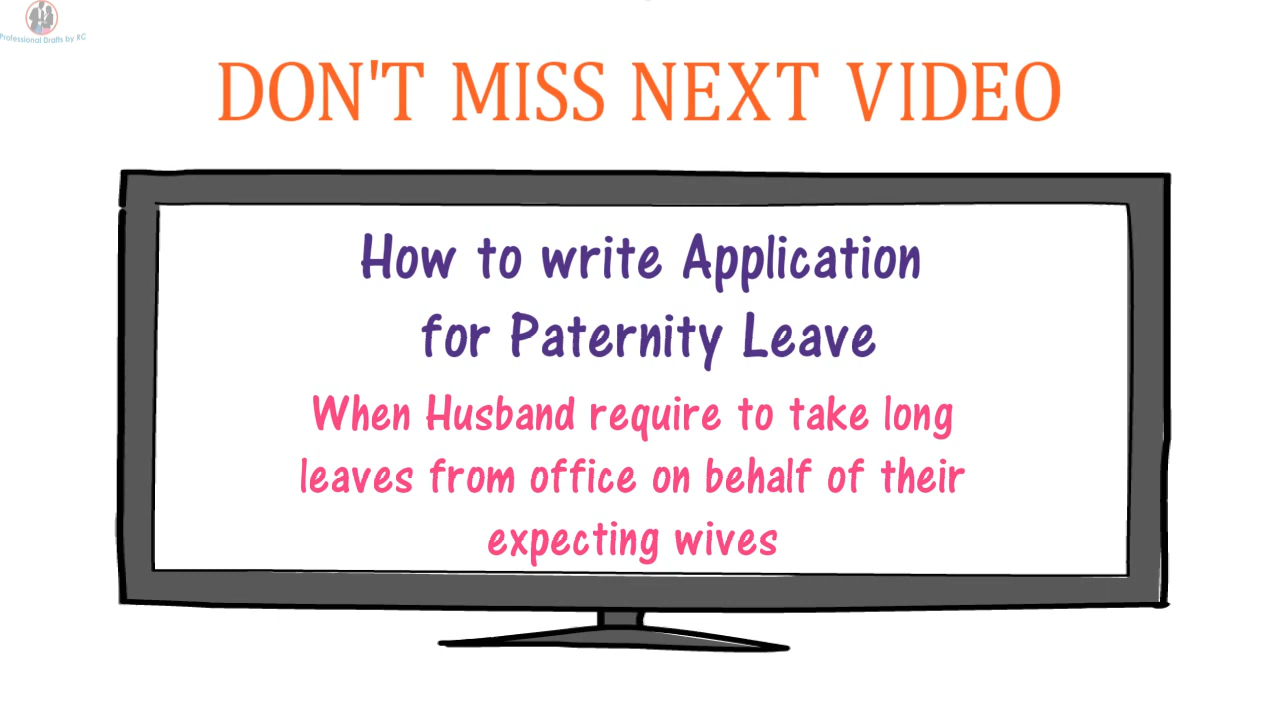 Professional Drafts by RC
DON'T MISS NEXT VIDEO
How to write Application
for Paternity Leave
When Husband require to take long
leaves from office on behalf of their
expecting wives